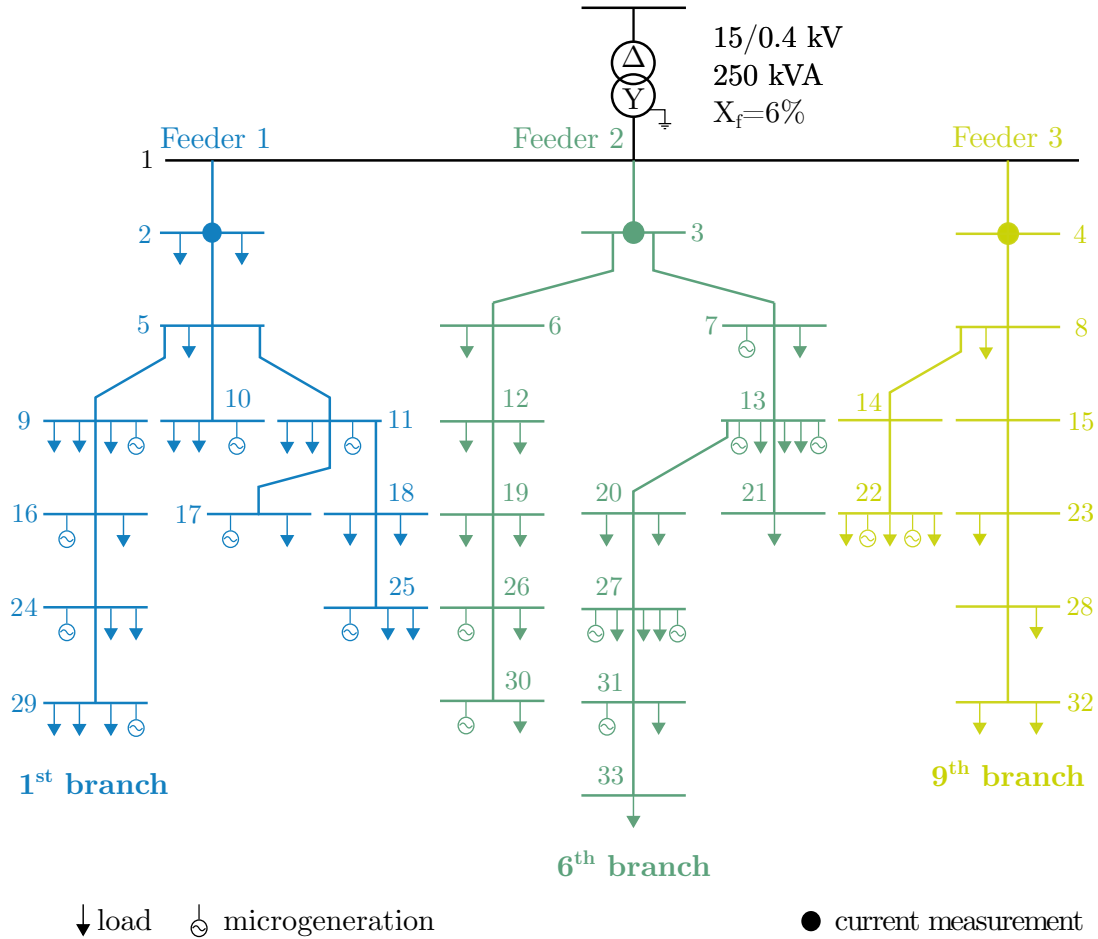 15/0.4 kV
Δ
250 kVA
Y
X_f=6%
Feeder 1
Feeder 2
Feeder 3
1
2
3
4
5
6
7
8
9
10
11
12
13
14
15
16
17
18
19
20
21
22
23
24
25
26
27
28
29
30
31
32
33
1st branch
6th branch
9th branch
load
microgeneration
current measurement